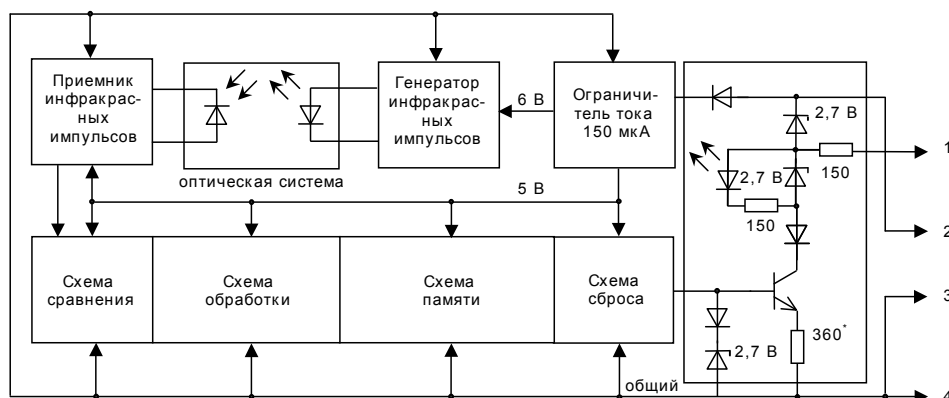 Приемник
инфракрас-
ных
импульсов
Генератор
инфракрас-
ных
импульсов
6 В
Ограничи-
тель тока
150 мкА
2,7 В
1
150
2,7 В
150
оптическая система
5 В
2
Схема
сравнения
Схема
обработки
Схема
памяти
Схема
сброса
3
360*
2,7 В
общий
4